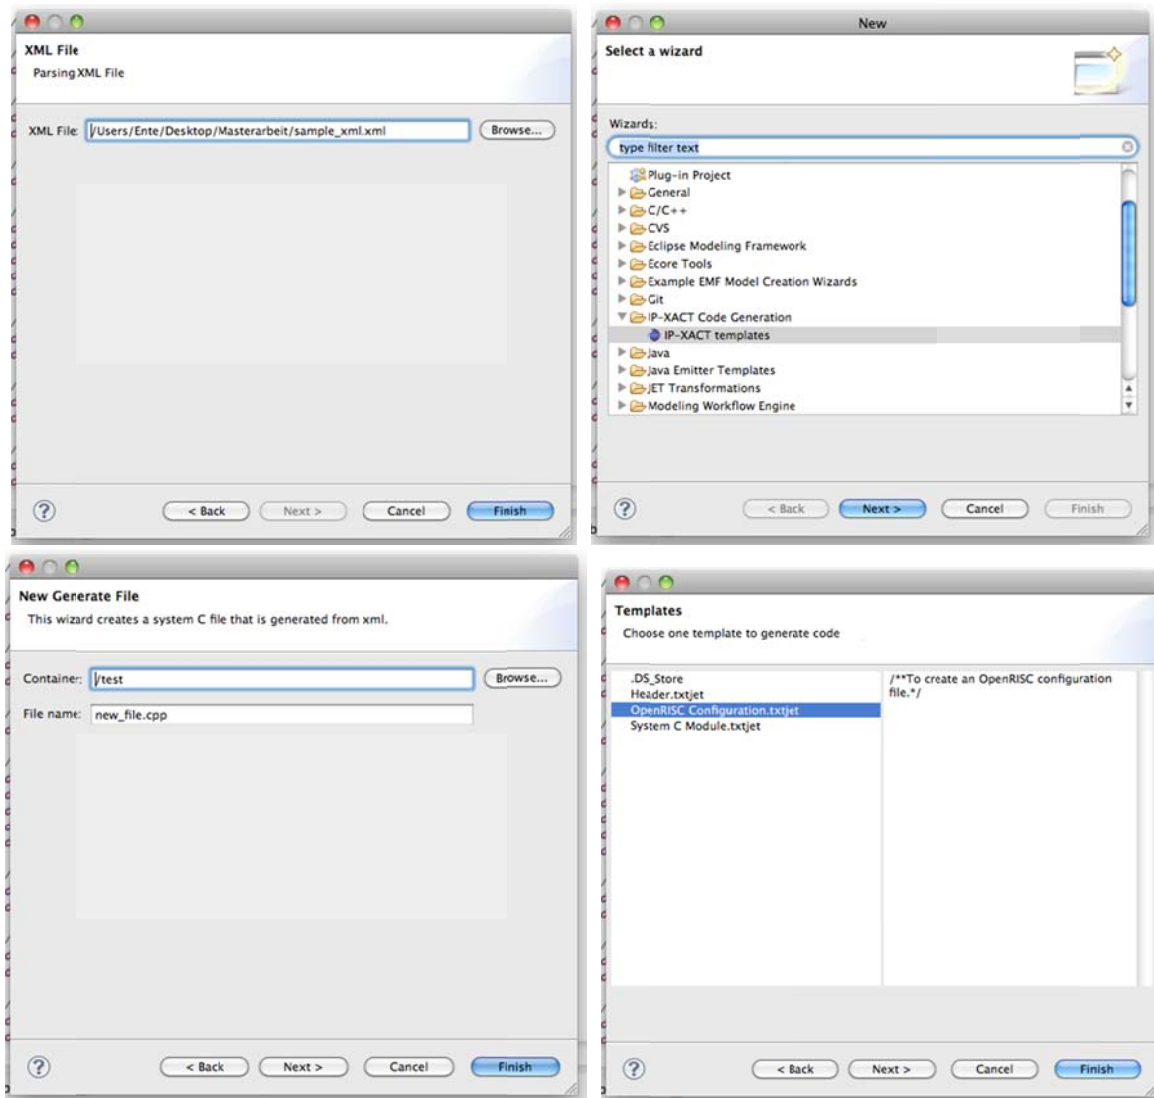 XML File
Parsing XML File
XML File:
/Users/Ente/Desktop/Masterarbeit/sample_xml.xml
Browse...
?
< Back
Next >
Cancel
Finish
New
Select a wizard
Wizards:
type filter text
Plug-in Project
General
C/C++
CVS
Eclipse Modeling Framework
Ecore Tools
Example EMF Model Creation Wizards
Git
IP-XACT Code Generation
IP-XACT templates
Java
Java Emitter Templates
JET Transformations
Modeling Workflow Engine
?
< Back
Next >
Cancel
Finish
New Generate File
This wizard creates a system C file that is generated from xml.
Container:
/test
Browse...
File name:
new_file.cpp
?
< Back
Next >
Cancel
Finish
Templates
Choose one template to generate code
.DS_Store
Header.txtjet
OpenRISC Configuration.txtjet
System C Module.txtjet
/**To create an OpenRISC configuration
file.*/
?
< Back
Next >
Cancel
Finish